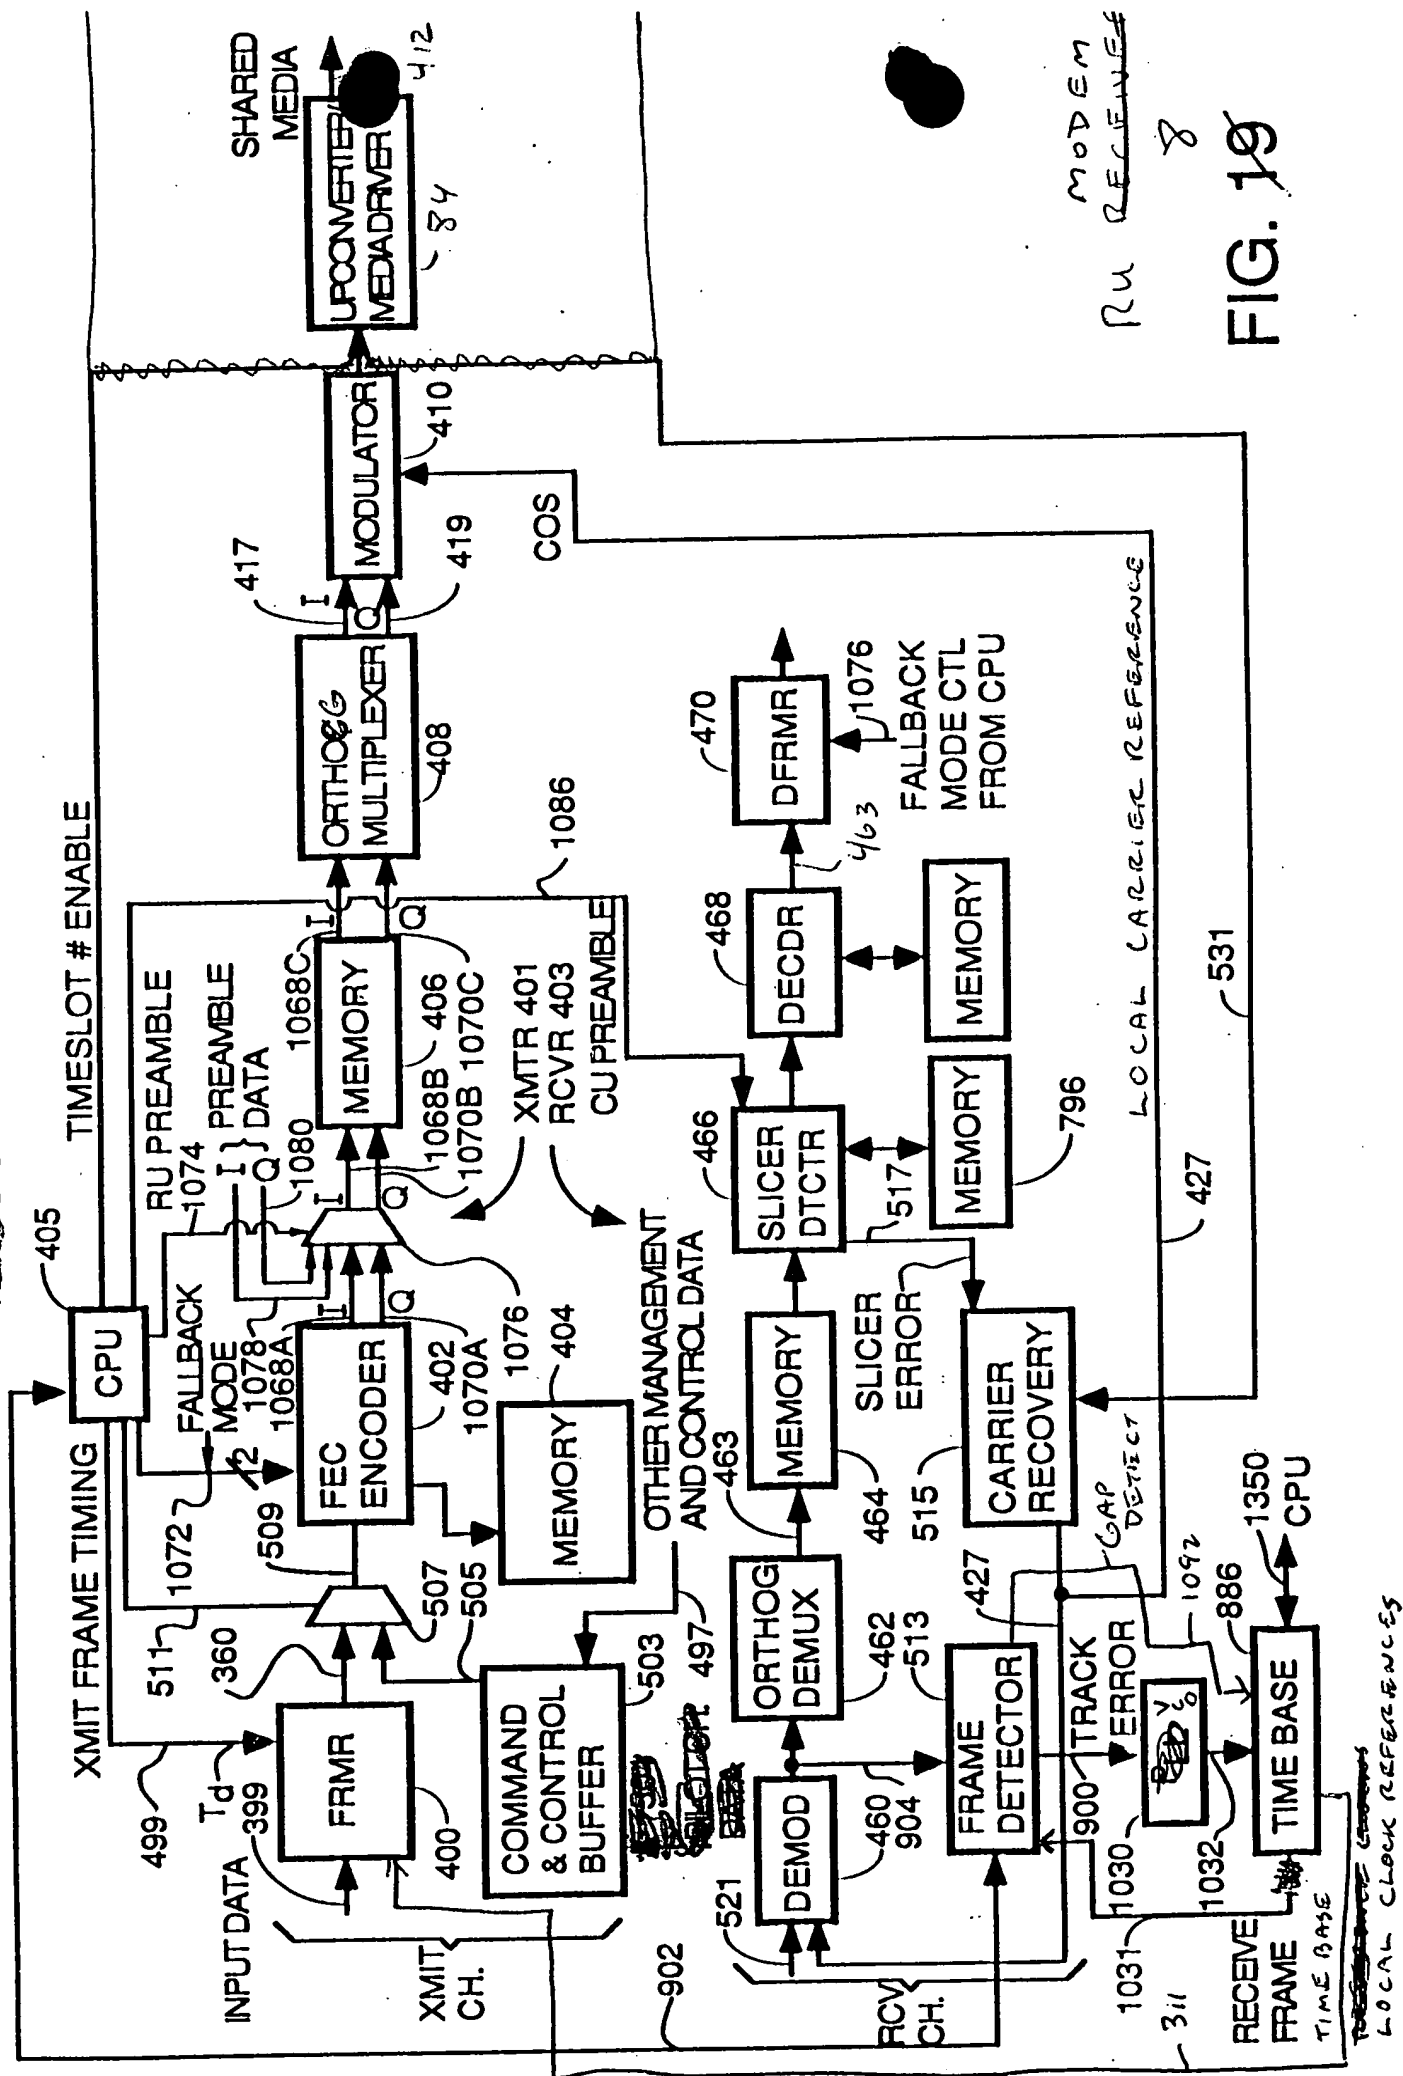 TIMESLOT # ENABLE
SHARED
MEDIA
UPCONVERTER/
MEDIADRIVER
412
84
MODULATOR
410
417
I
Q
419
COS
ORTHOG
MULTIPLEXER
408
1068C
I
Q
1070C
MEMORY
406
1068B
1070B
I
Q
RU PREAMBLE
1074
I
Q
PREAMBLE
DATA
1080
1086
XMTR 401
RCVR 403
CU PREAMBLE
405
CPU
XMIT FRAME TIMING
FALLBACK
MODE
1078
1068A
I
Q
1070A
1076
2
1072
FEC
ENCODER
402
404
MEMORY
509
511
360
507
505
499
Td
399
INPUT DATA
FRMR
400
COMMAND
& CONTROL
BUFFER
503
497
OTHER MANAGEMENT
AND CONTROL DATA
XMIT
CH.
902
RCV
CH.
521
DEMOD
460
904
ORTHOG
DEMUX
462
463
MEMORY
464
SLICER
DTCTR
466
517
SLICER
ERROR
MEMORY
796
DECDR
468
MEMORY
463
DFRMR
470
1076
FALLBACK
MODE CTL
FROM CPU
FRAME
DETECTOR
513
427
CARRIER
RECOVERY
515
GAP
DETECT
1092
900
TRACK
ERROR
1030
VCO
1032
1031
TIME BASE
886
1350
CPU
RECEIVE
FRAME
TIME BASE
311
LOCAL CLOCK REFERENCES
427
LOCAL CARRIER REFERENCE
531
MODEM
RU RECEIVER
8
FIG. 19